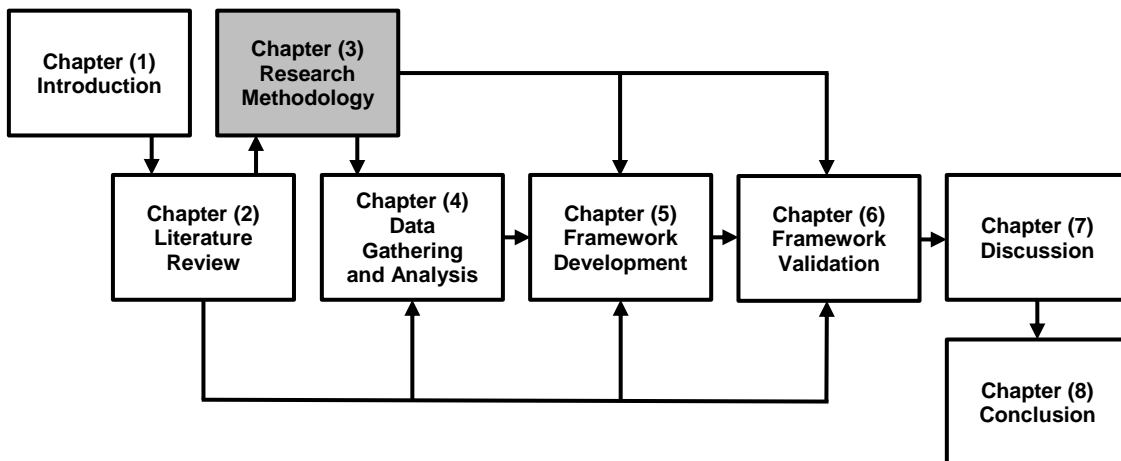 Chapter (1)
Introduction
Chapter (3)
Research
Methodology
Chapter (2)
Literature
Review
Chapter (4)
Data
Gathering
and Analysis
Chapter (5)
Framework
Development
Chapter (6)
Framework
Validation
Chapter (7)
Discussion
Chapter (8)
Conclusion